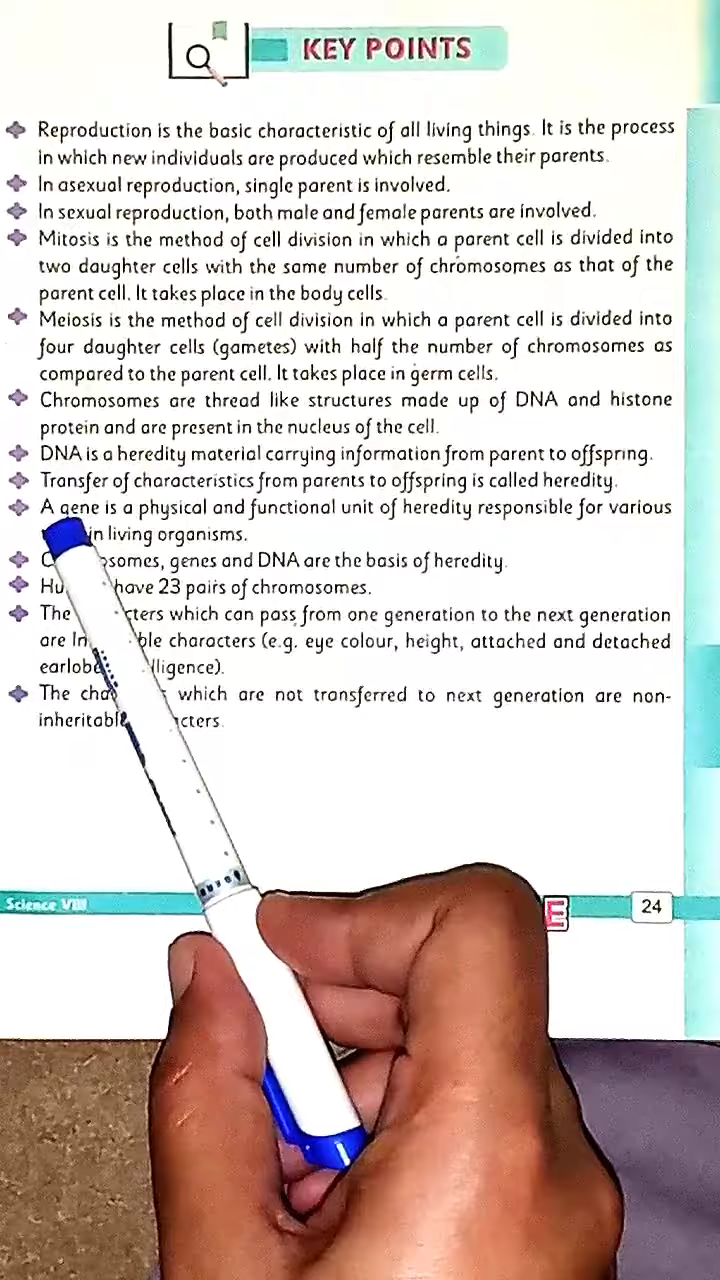 KEY POINTS
Reproduction is the basic characteristic of all living things. It is the process
in which new individuals are produced which resemble their parents.
In asexual reproduction, single parent is involved.
In sexual reproduction, both male and female parents are involved.
Mitosis is the method of cell division in which a parent cell is divided into
two daughter cells with the same number of chromosomes as that of the
parent cell. It takes place in the body cells.
Meiosis is the method of cell division in which a parent cell is divided into
four daughter cells (gametes) with half the number of chromosomes as
compared to the parent cell. It takes place in germ cells.
Chromosomes are thread like structures made up of DNA and histone
protein and are present in the nucleus of the cell.
DNA is a heredity material carrying information from parent to offspring.
Transfer of characteristics from parents to offspring is called heredity.
A gene is a physical and functional unit of heredity responsible for various
in living organisms.
genes and DNA are the basis of heredity.
have 23 pairs of chromosomes.
The which can pass from one generation to the next generation
are characters (e.g. eye colour, height, attached and detached
The which are not transferred to next generation are non-
Science VIII
E
24